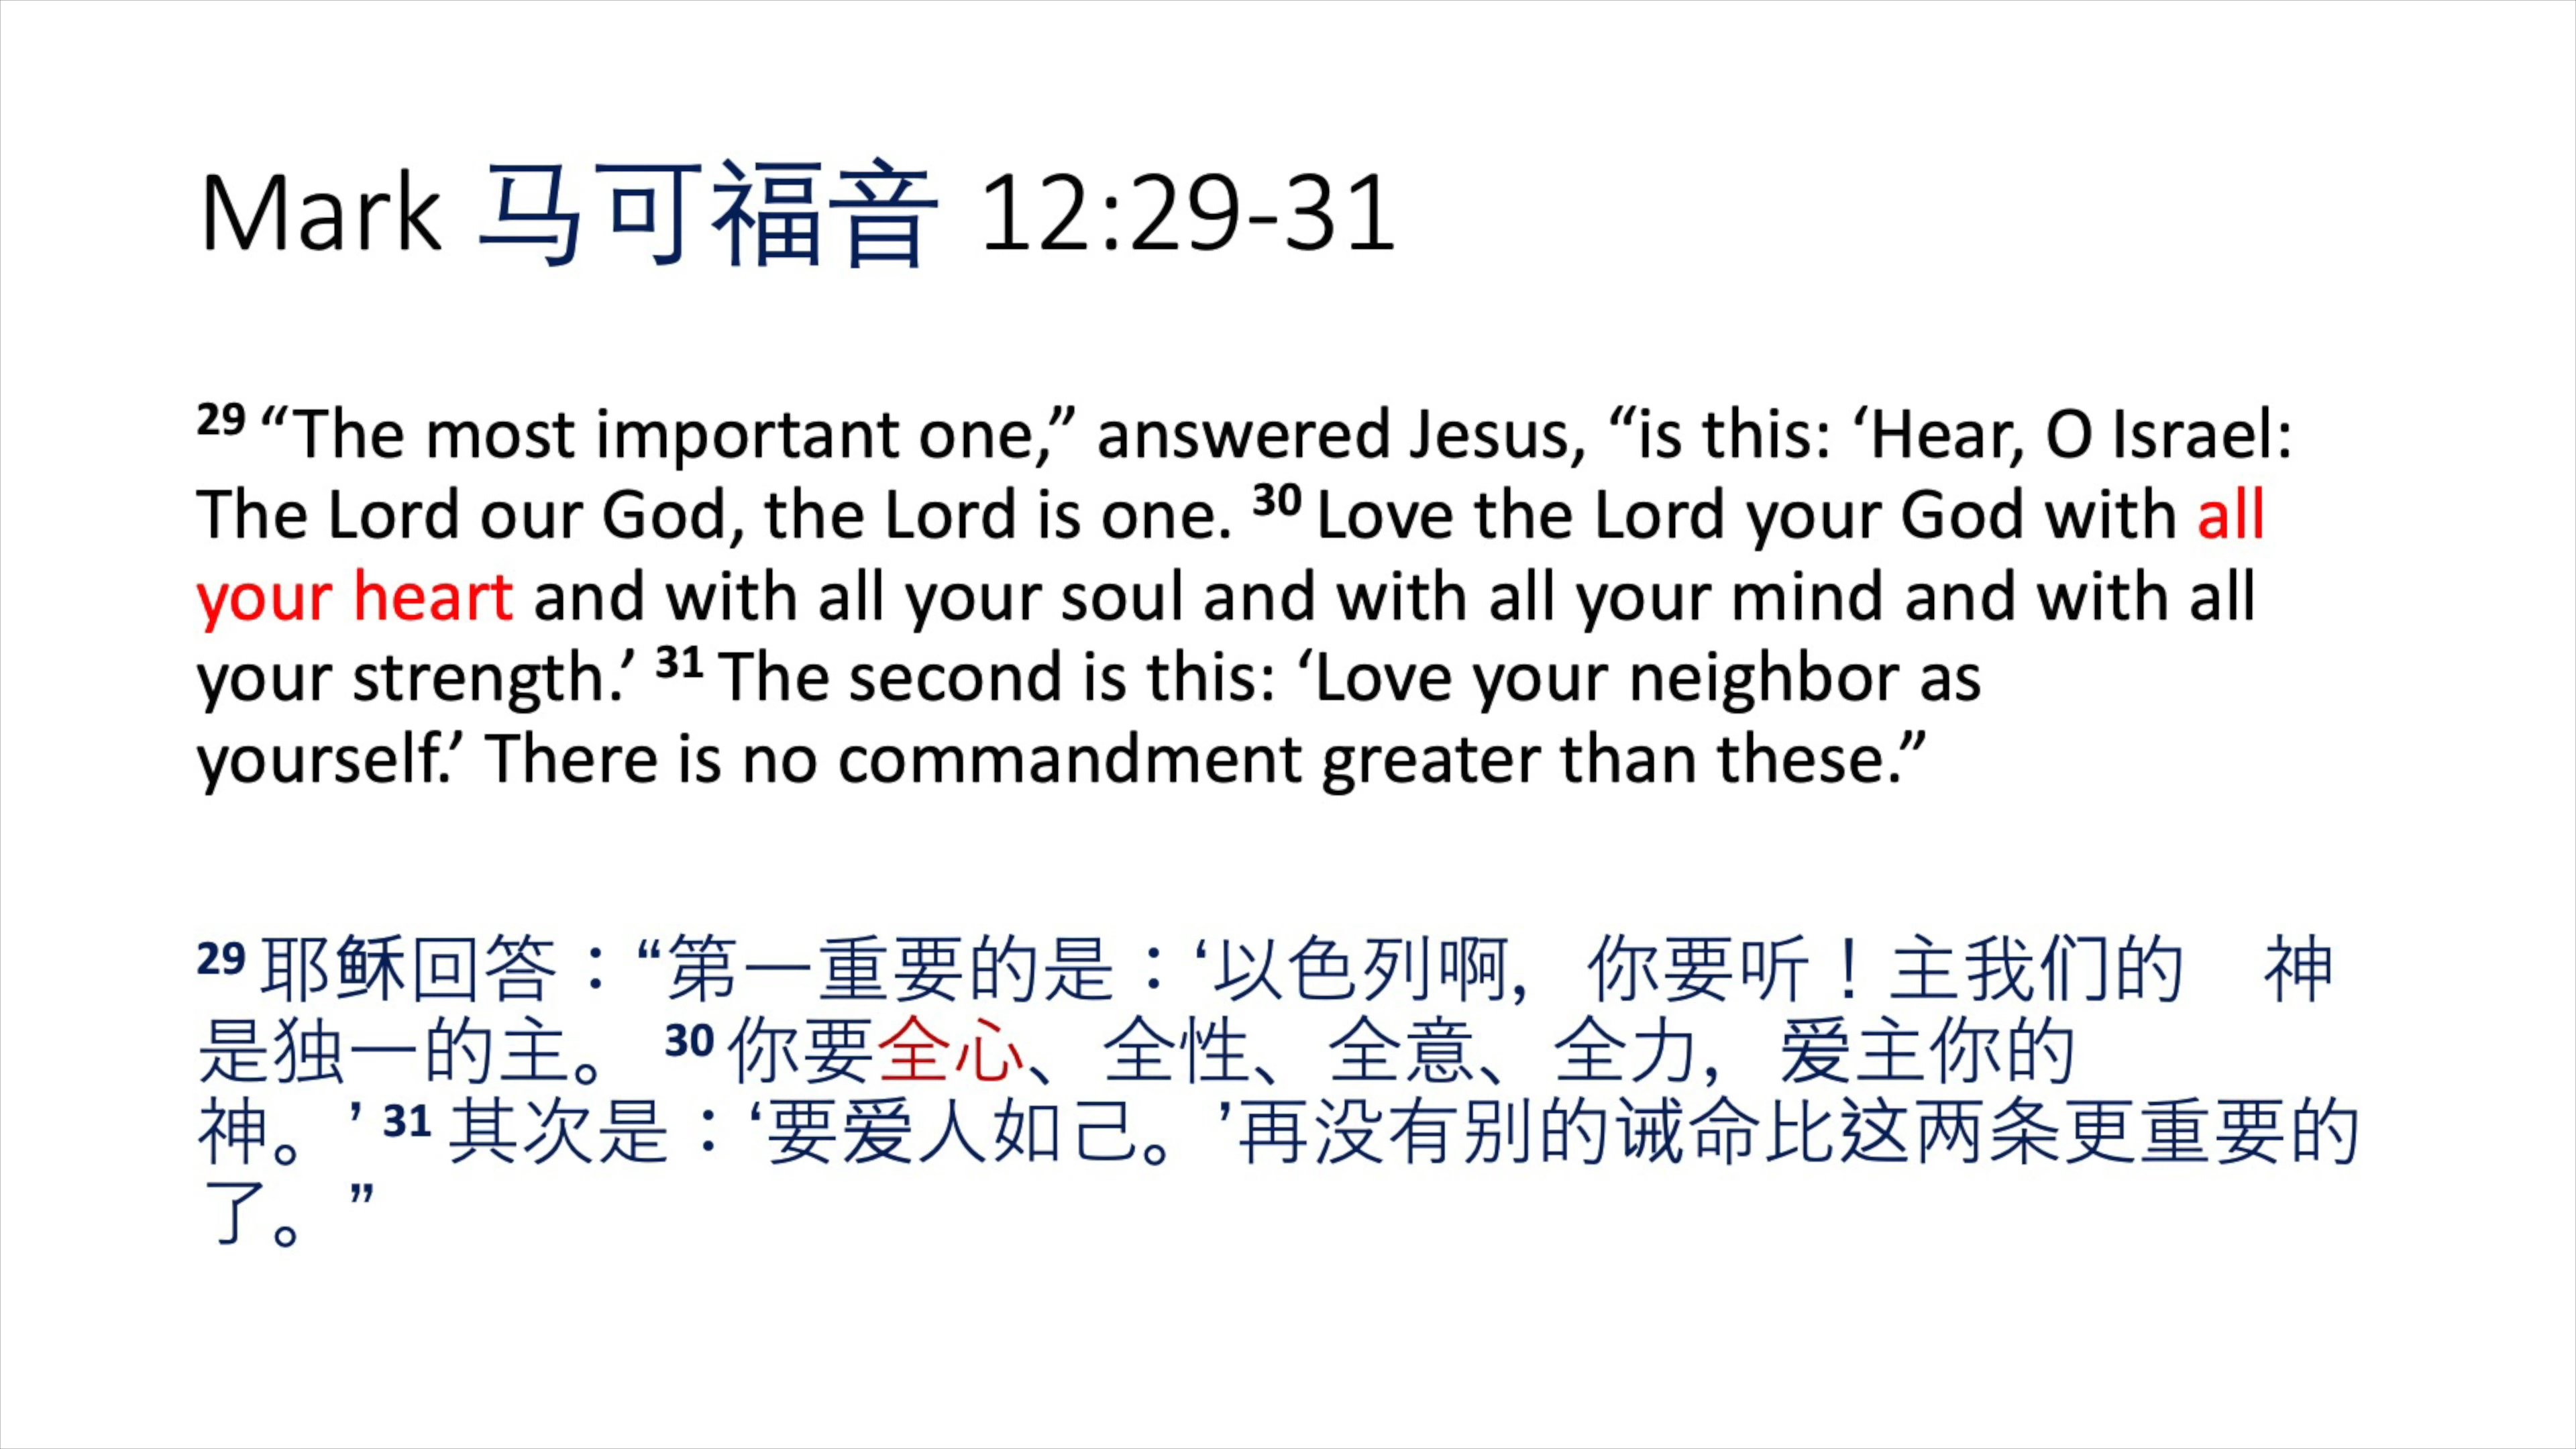 Mark 马可福音 12:29-31
29 “The most important one,” answered Jesus, “is this: ‘Hear, O Israel:
The Lord our God, the Lord is one. 30 Love the Lord your God with all
your heart and with all your soul and with all your mind and with all
your strength.’ 31 The second is this: ‘Love your neighbor as
yourself.’ There is no commandment greater than these.”
29 耶稣回答：“第一重要的是：‘以色列啊，你要听！主我们的　神
是独一的主。 30 你要全心、全性、全意、全力，爱主你的
神。’ 31 其次是：‘要爱人如己。’再没有别的诫命比这两条更重要的
了。”